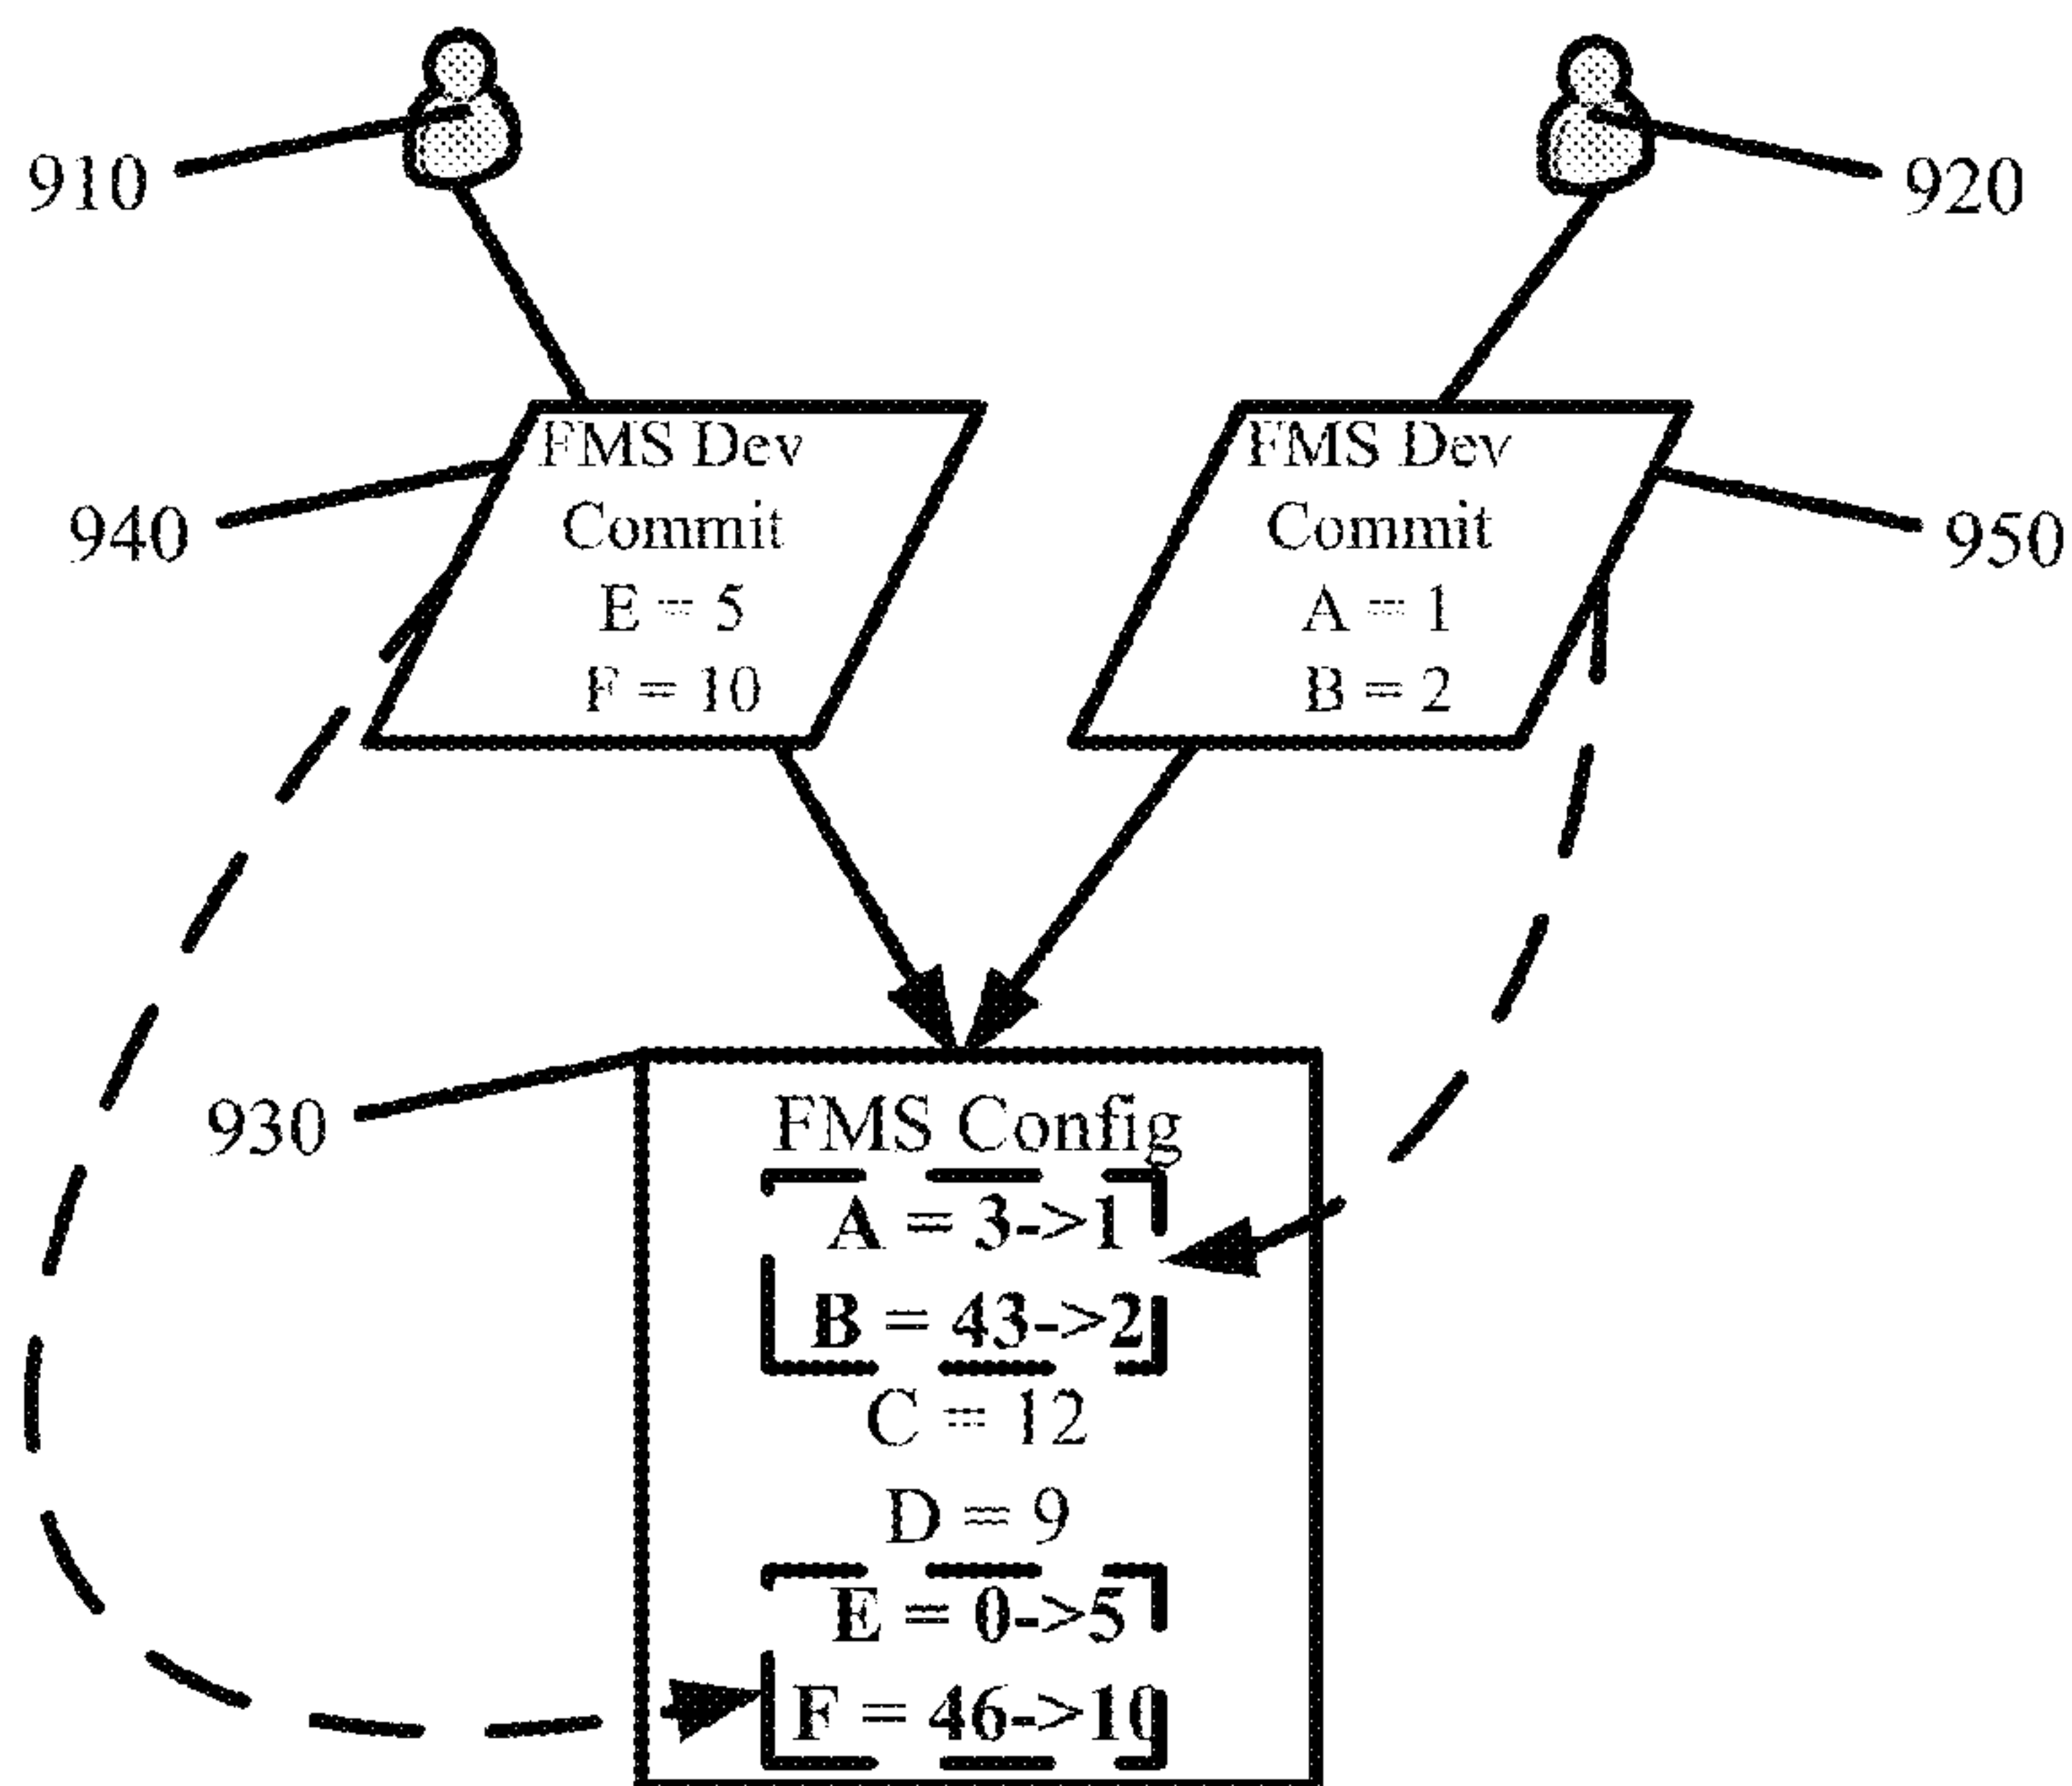 910
920
FMS Dev
Commit
E = 5
F = 10
940
FMS Dev
Commit
A = 1
B = 2
950
930
FMS Config
A = 3->1
B = 43->2
C = 12
D = 9
E = 0->5
F = 46->10